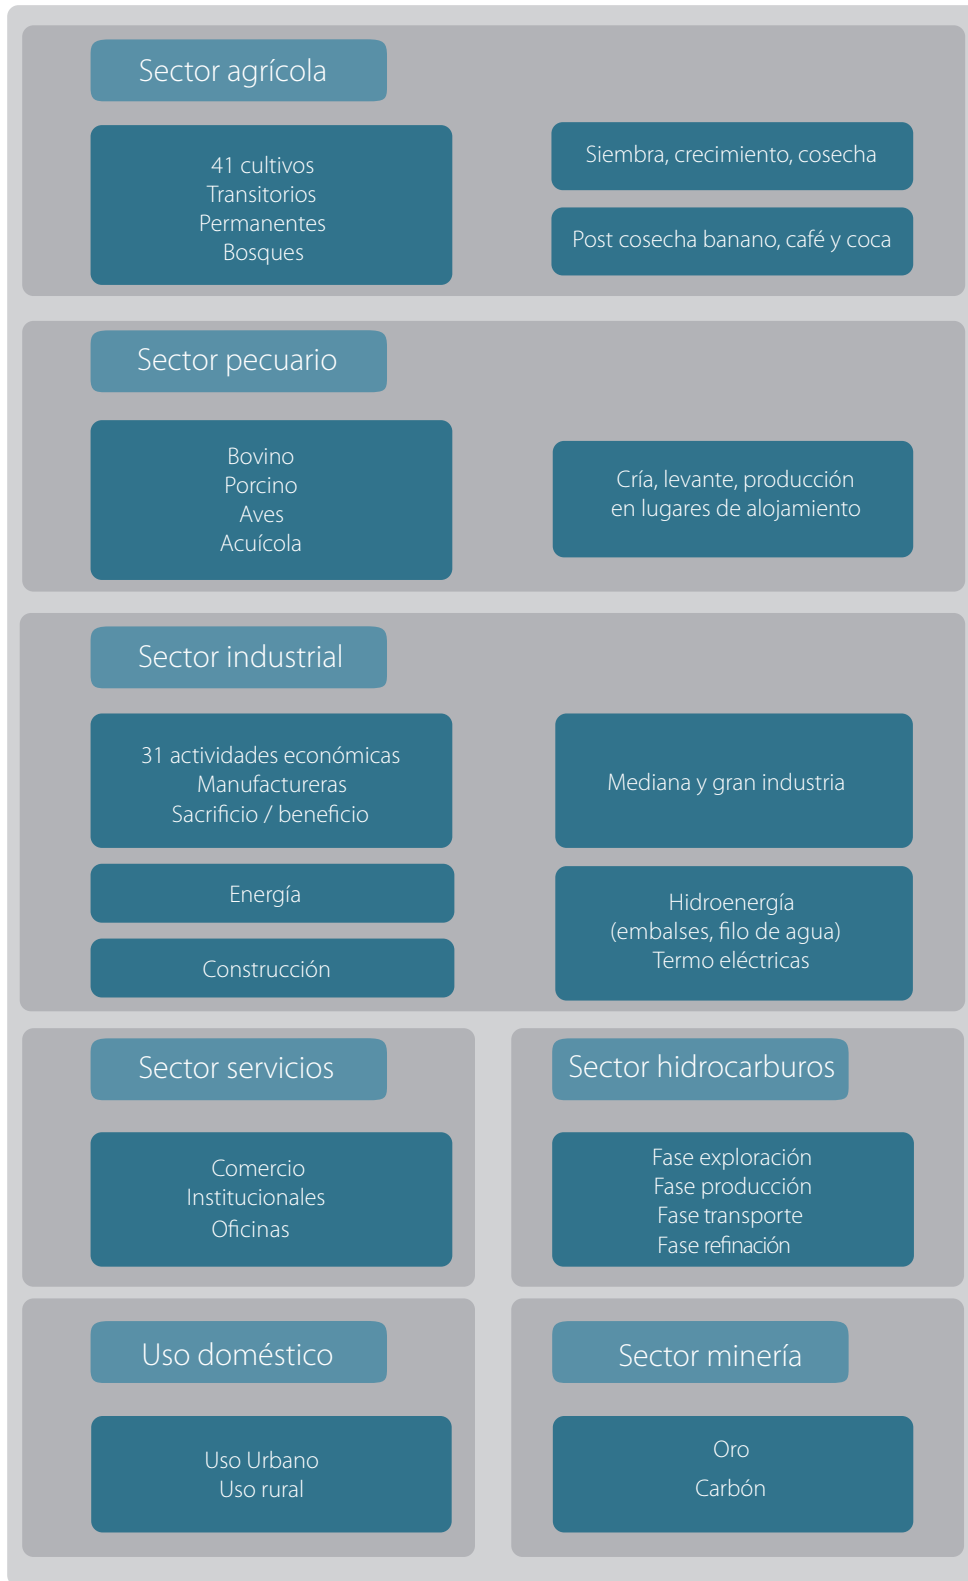 Sector agrícola
41 cultivos
Transitorios
Permanentes
Bosques
Siembra, crecimiento, cosecha
Post cosecha banano, café y coca
Sector pecuario
Bovino
Porcino
Aves
Acuícola
Cría, levante, producción
en lugares de alojamiento
Sector industrial
31 actividades económicas
Manufactureras
Sacrificio / beneficio
Mediana y gran industria
Energía
Construcción
Hidroenergía
(embalses, filo de agua)
Termo eléctricas
Sector servicios
Comercio
Institucionales
Oficinas
Sector hidrocarburos
Fase exploración
Fase producción
Fase transporte
Fase refinación
Uso doméstico
Uso Urbano
Uso rural
Sector minería
Oro
Carbón